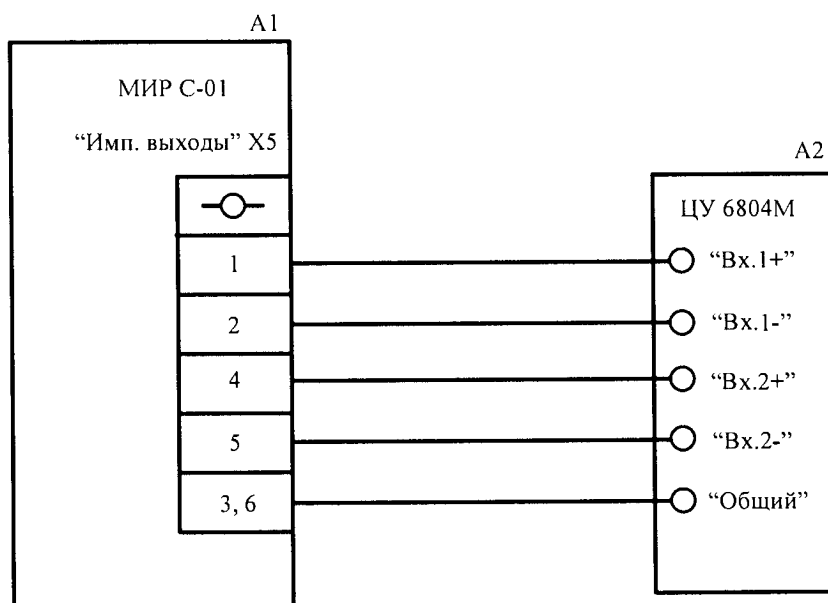 A1
МИР С-01
“Имп. выходы” X5
A2
ЦУ 6804М
1
“Вх.1+”
2
“Вх.1-”
4
“Вх.2+”
5
“Вх.2-”
3, 6
“Общий”